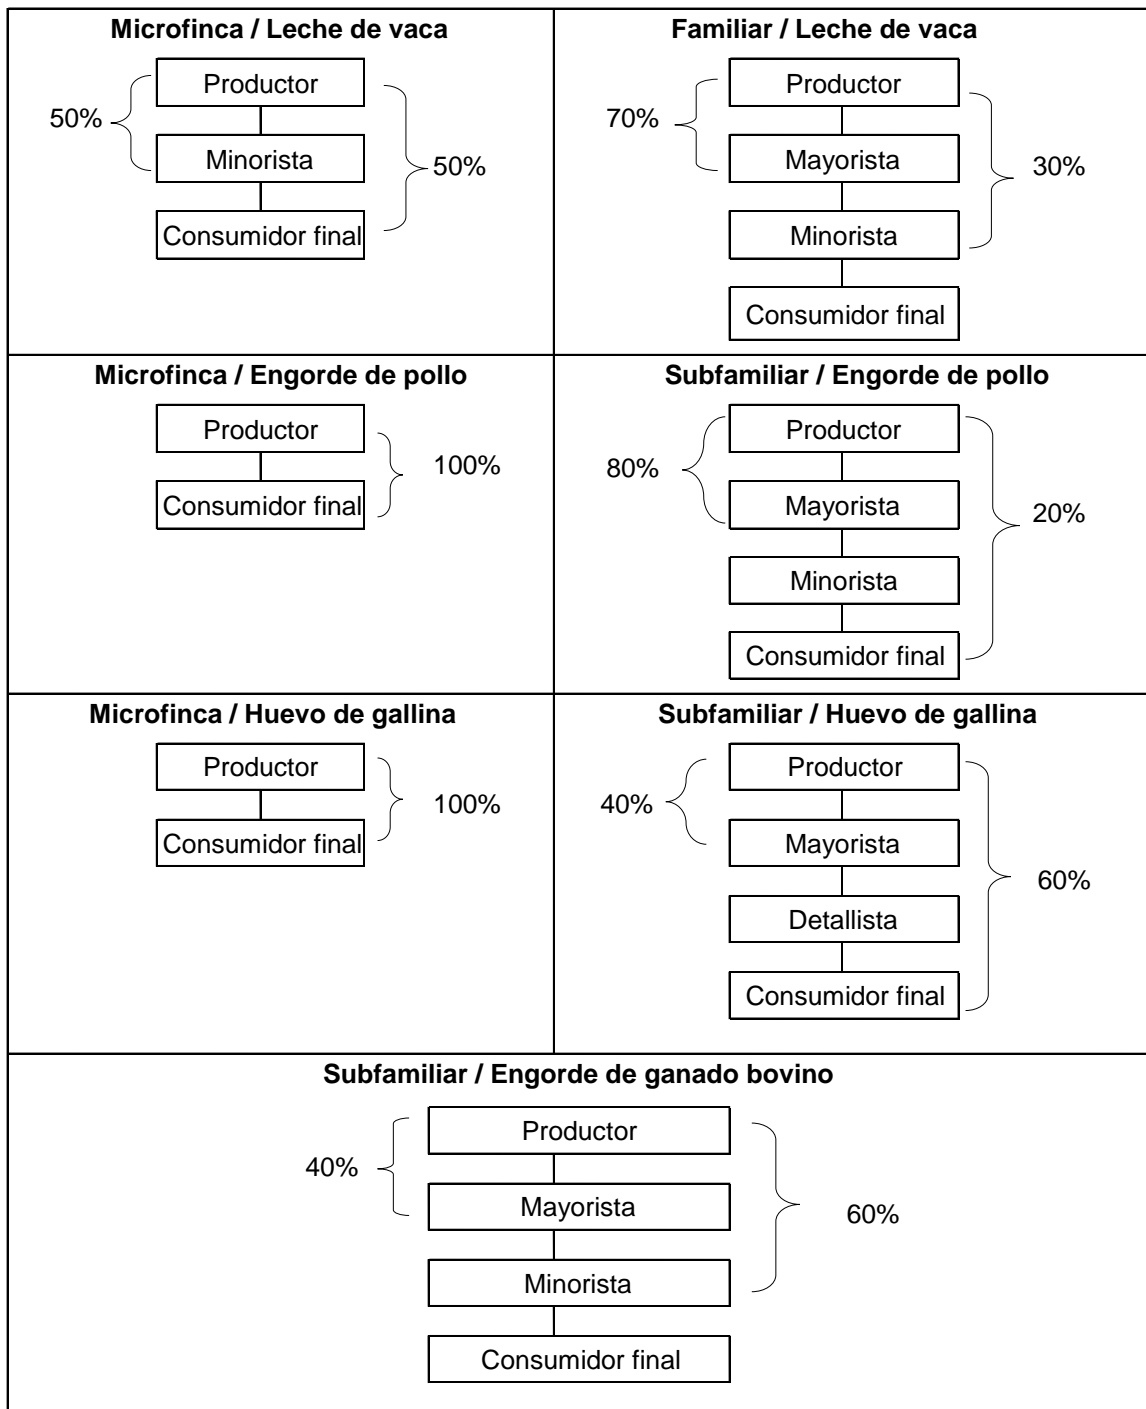 Microfinca / Leche de vaca
Productor
50%
Minorista
50%
Consumidor final
Familiar / Leche de vaca
Productor
70%
Mayorista
30%
Minorista
Consumidor final
Microfinca / Engorde de pollo
Productor
100%
Consumidor final
Subfamiliar / Engorde de pollo
Productor
80%
Mayorista
20%
Minorista
Consumidor final
Microfinca / Huevo de gallina
Productor
100%
Consumidor final
Subfamiliar / Huevo de gallina
Productor
40%
Mayorista
60%
Detallista
Consumidor final
Subfamiliar / Engorde de ganado bovino
Productor
40%
Mayorista
60%
Minorista
Consumidor final